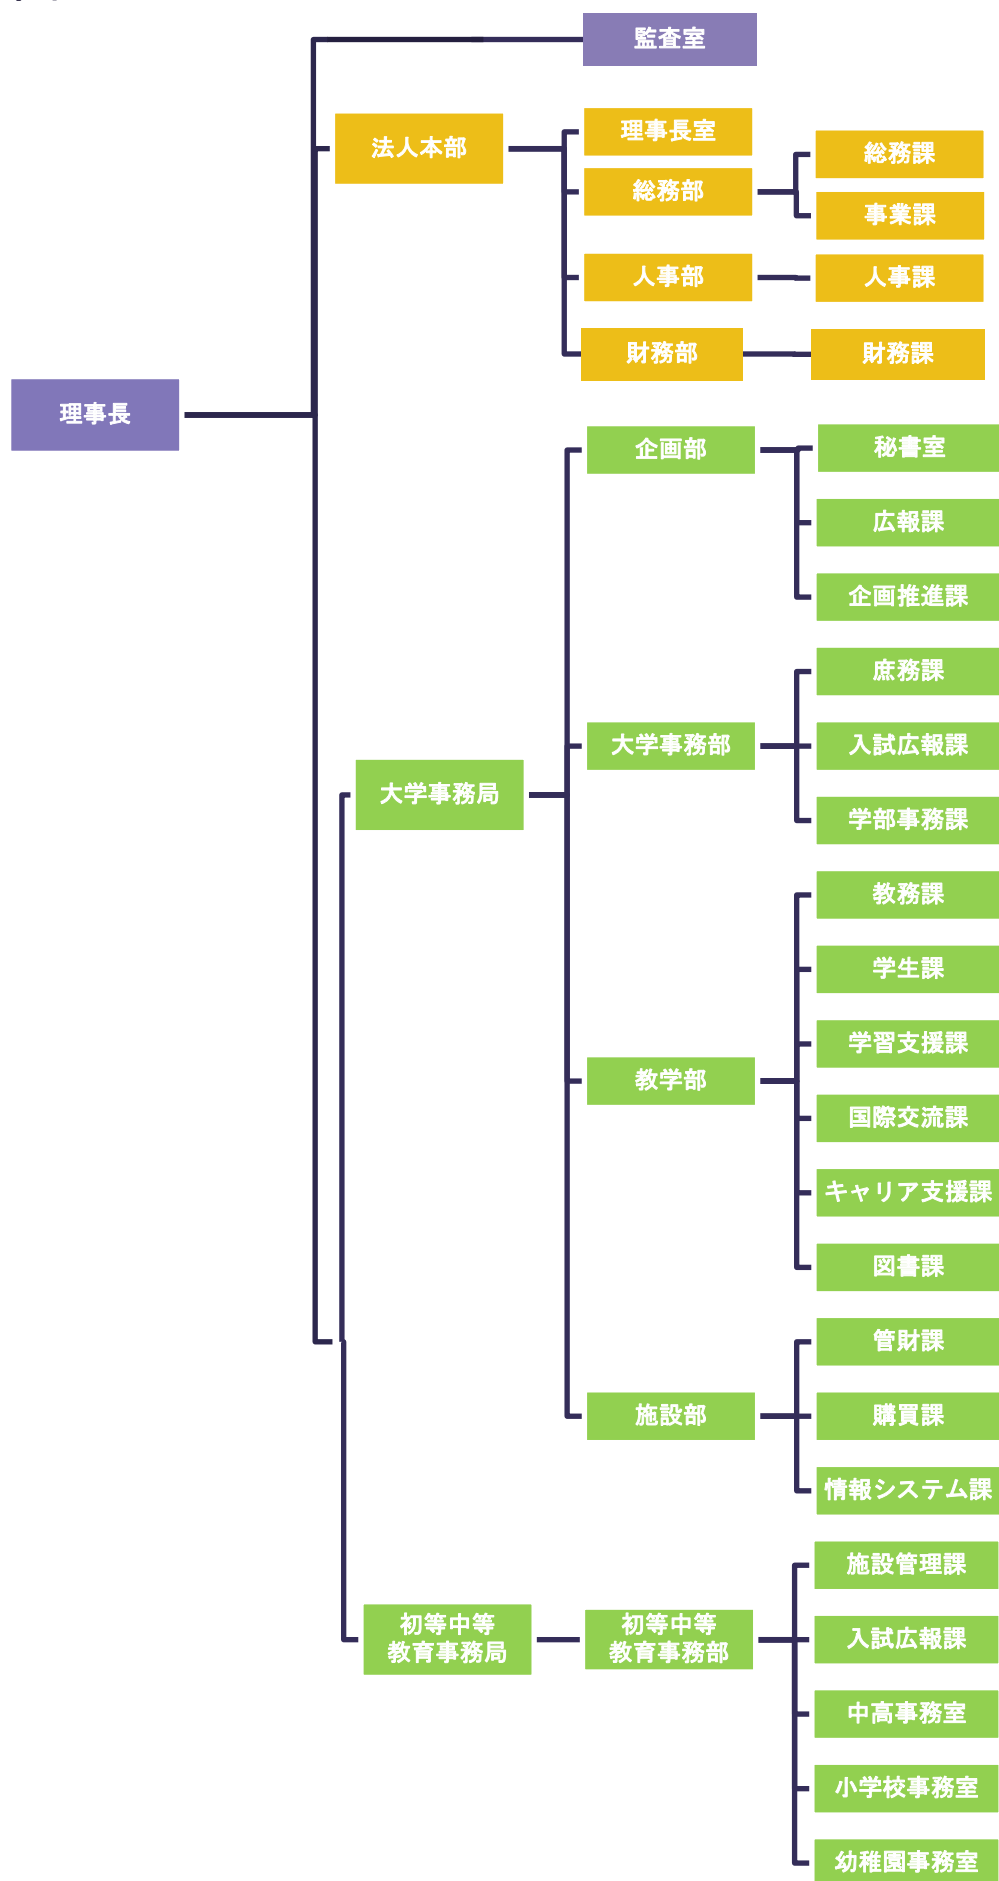 監査室
法人本部
理事長室
総務部
総務課
事業課
人事部
人事課
財務部
財務課
理事長
企画部
秘書室
広報課
企画推進課
大学事務局
大学事務部
庶務課
入試広報課
学部事務課
教学部
教務課
学生課
学習支援課
国際交流課
キャリア支援課
図書課
施設部
管財課
購買課
情報システム課
初等中等
教育事務局
初等中等
教育事務部
施設管理課
入試広報課
中高事務室
小学校事務室
幼稚園事務室